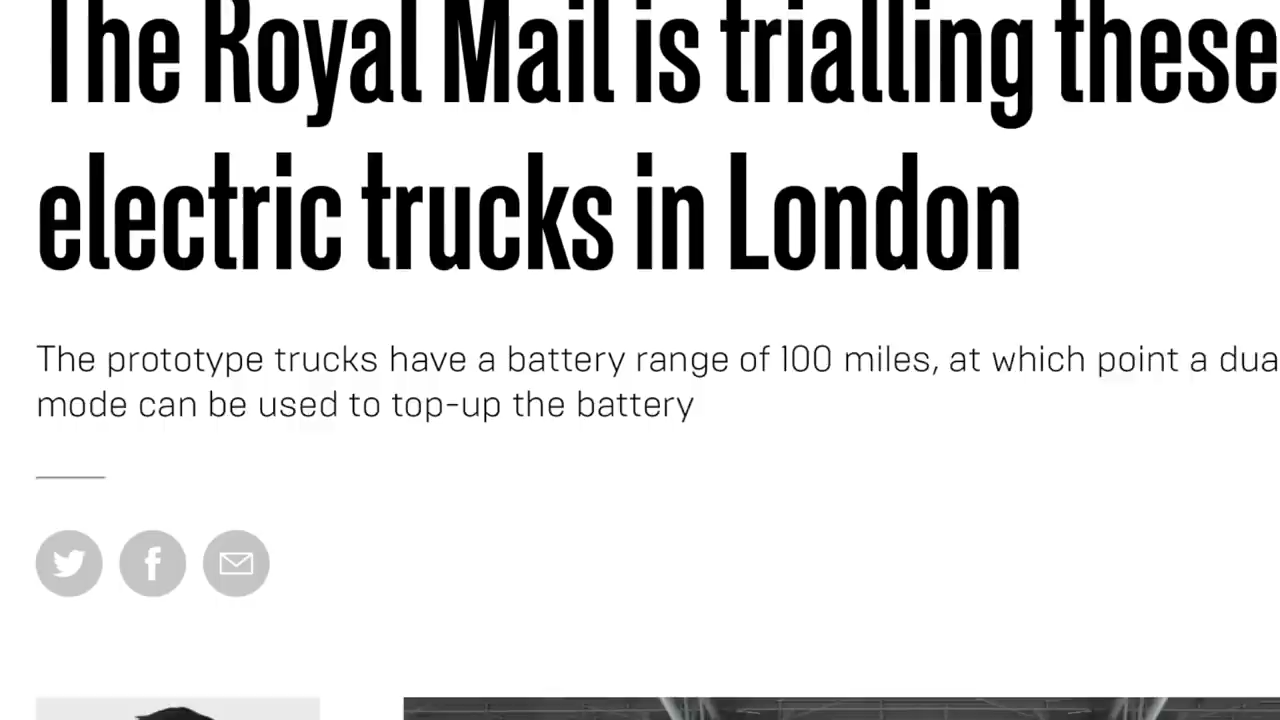 The Royal Mail is trialling these
electric trucks in London
The prototype trucks have a battery range of 100 miles, at which point a dua
mode can be used to top-up the battery